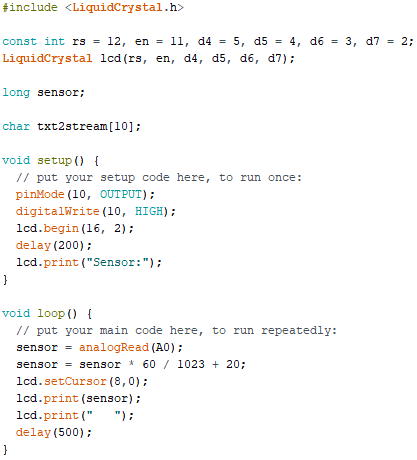 #include <LiquidCrystal.h>
const int rs = 12, en = 11, d4 = 5, d5 = 4, d6 = 3, d7 = 2;
LiquidCrystal lcd(rs, en, d4, d5, d6, d7);
long sensor;
char txt2stream[10];
void setup() {
  // put your setup code here, to run once:
  pinMode(10, OUTPUT);
  digitalWrite(10, HIGH);
  lcd.begin(16, 2);
  delay(200);
  lcd.print("Sensor:");
}
void loop() {
  // put your main code here, to run repeatedly:
  sensor = analogRead(A0);
  sensor = sensor * 60 / 1023 + 20;
  lcd.setCursor(8,0);
  lcd.print(sensor);
  lcd.print("   ");
  delay(500);
}